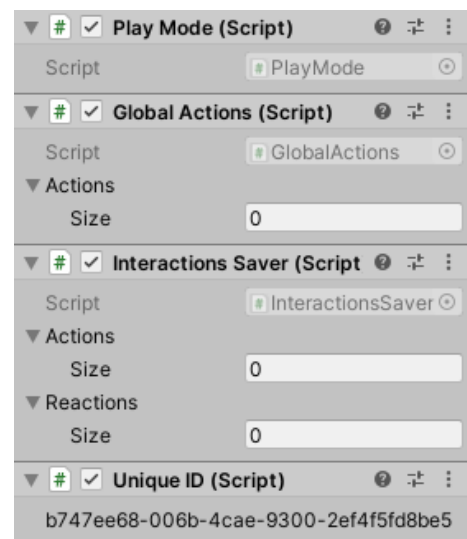 Play Mode (Script)
Script PlayMode
Global Actions (Script)
Script GlobalActions
Actions
Size 0
Interactions Saver (Script
Script InteractionsSaver
Actions
Size 0
Reactions
Size 0
Unique ID (Script)
b747ee68-006b-4cae-9300-2ef4f5fd8be5